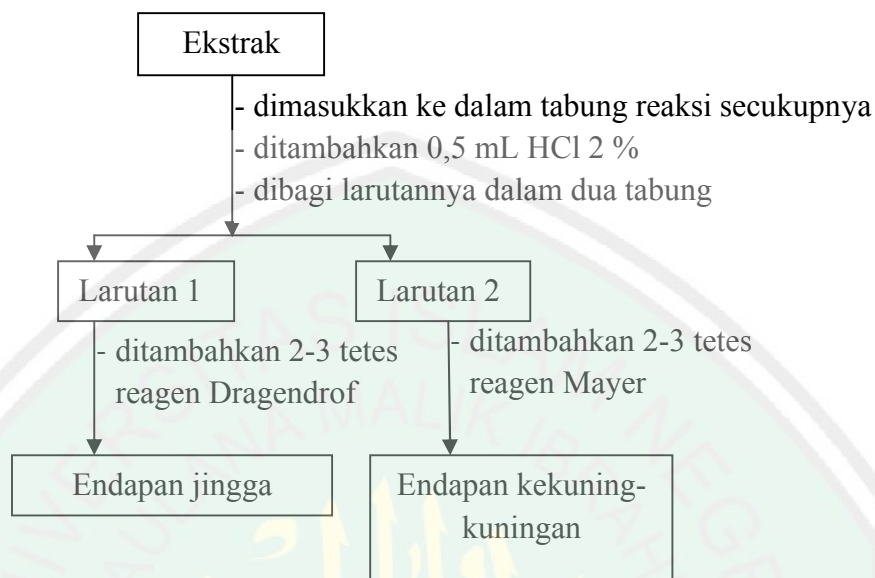 Ekstrak
- dimasukkan ke dalam tabung reaksi secukupnya
- ditambahkan 0,5 mL HCl 2 %
- dibagi larutannya dalam dua tabung
Larutan 1
Larutan 2
- ditambahkan 2-3 tetes
reagen Dragendrof
- ditambahkan 2-3 tetes
reagen Mayer
Endapan jingga
Endapan kekuning-
kuningan